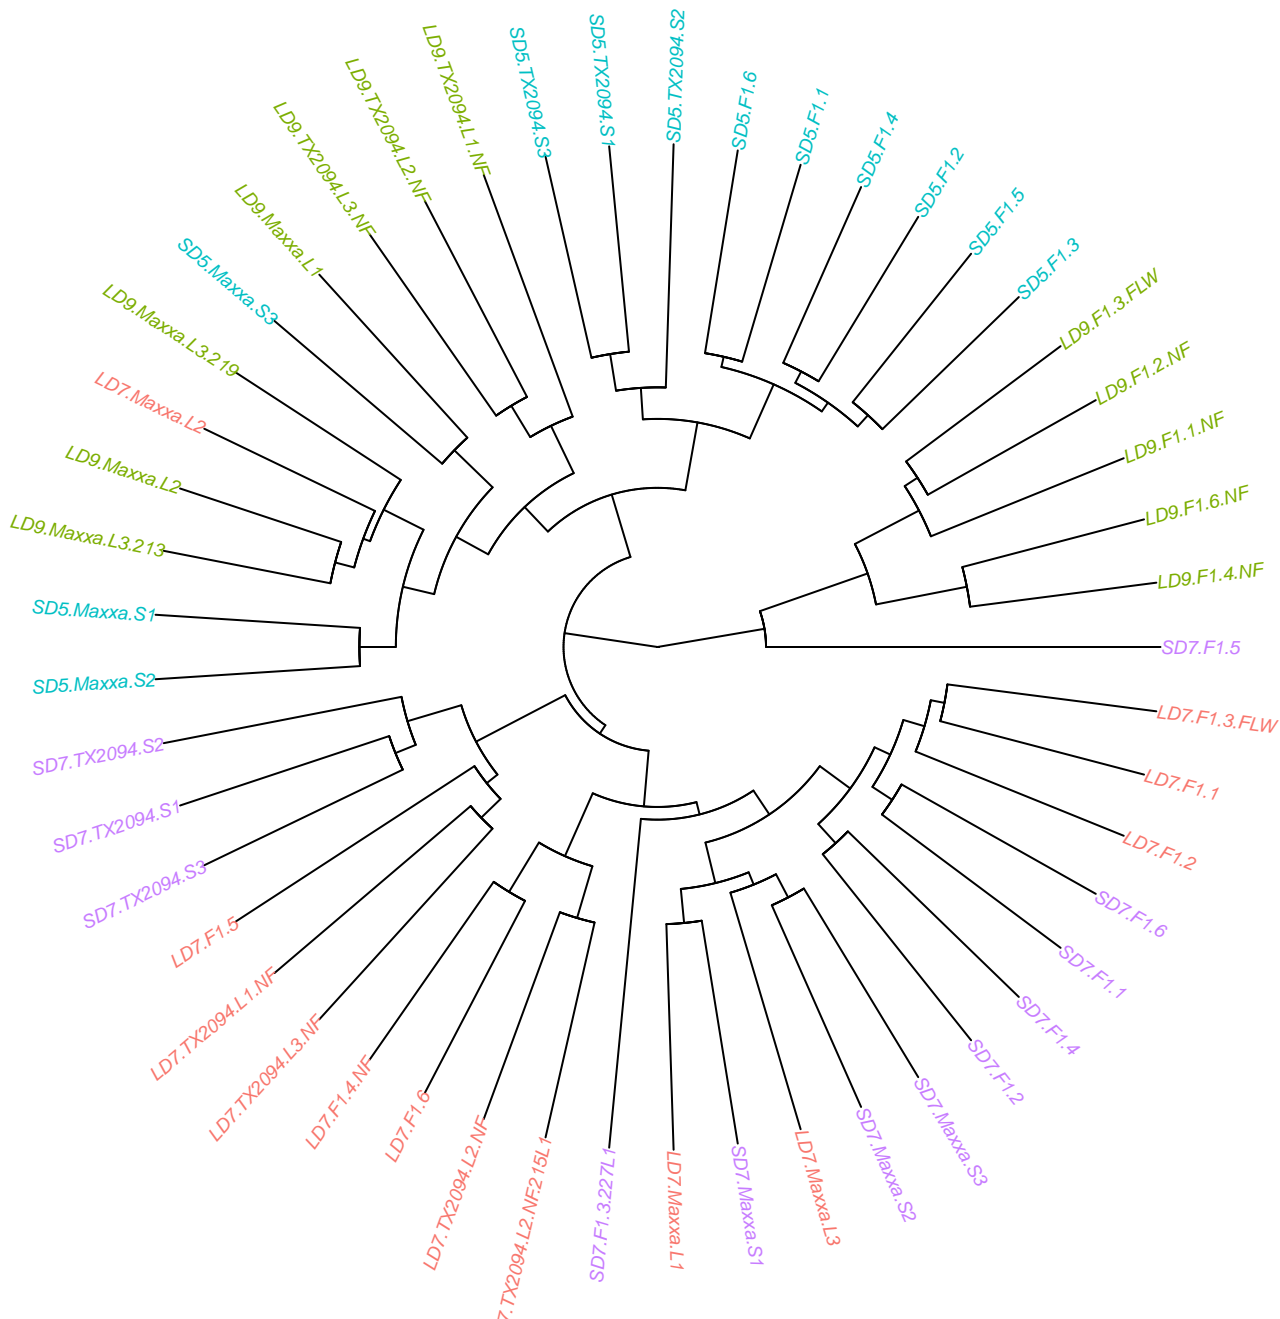 SD5.TX2094.S2
SD5.F1.6
SD5.F1.1
SD5.F1.4
SD5.F1.2
SD5.F1.5
SD5.F1.3
LD9.F1.3.FLW
LD9.F1.2.NF
LD9.F1.1.NF
LD9.F1.6.NF
LD9.F1.4.NF
SD7.F1.5
LD7.F1.3.FLW
LD7.F1.1
LD7.F1.2
SD7.F1.6
SD7.F1.1
SD7.F1.4
SD7.F1.2
SD7.Maxxa.S3
SD7.Maxxa.S2
LD7.Maxxa.L3
SD7.Maxxa.S1
LD7.Maxxa.L1
SD7.F1.3.227L1
7.TX2094.L2.NF.215L1
LD7.TX2094.L2.NF
LD7.F1.6
LD7.F1.4.NF
LD7.TX2094.L3.NF
LD7.TX2094.L1.NF
LD7.F1.5
SD7.TX2094.S3
SD7.TX2094.S1
SD7.TX2094.S2
SD5.Maxxa.S2
SD5.Maxxa.S1
LD9.Maxxa.L3.213
LD9.Maxxa.L2
LD7.Maxxa.L2
LD9.Maxxa.L3.219
SD5.Maxxa.S3
LD9.Maxxa.L1
LD9.TX2094.L3.NF
LD9.TX2094.L2.NF
LD9.TX2094.L1.NF
SD5.TX2094.S3
SD5.TX2094.S1